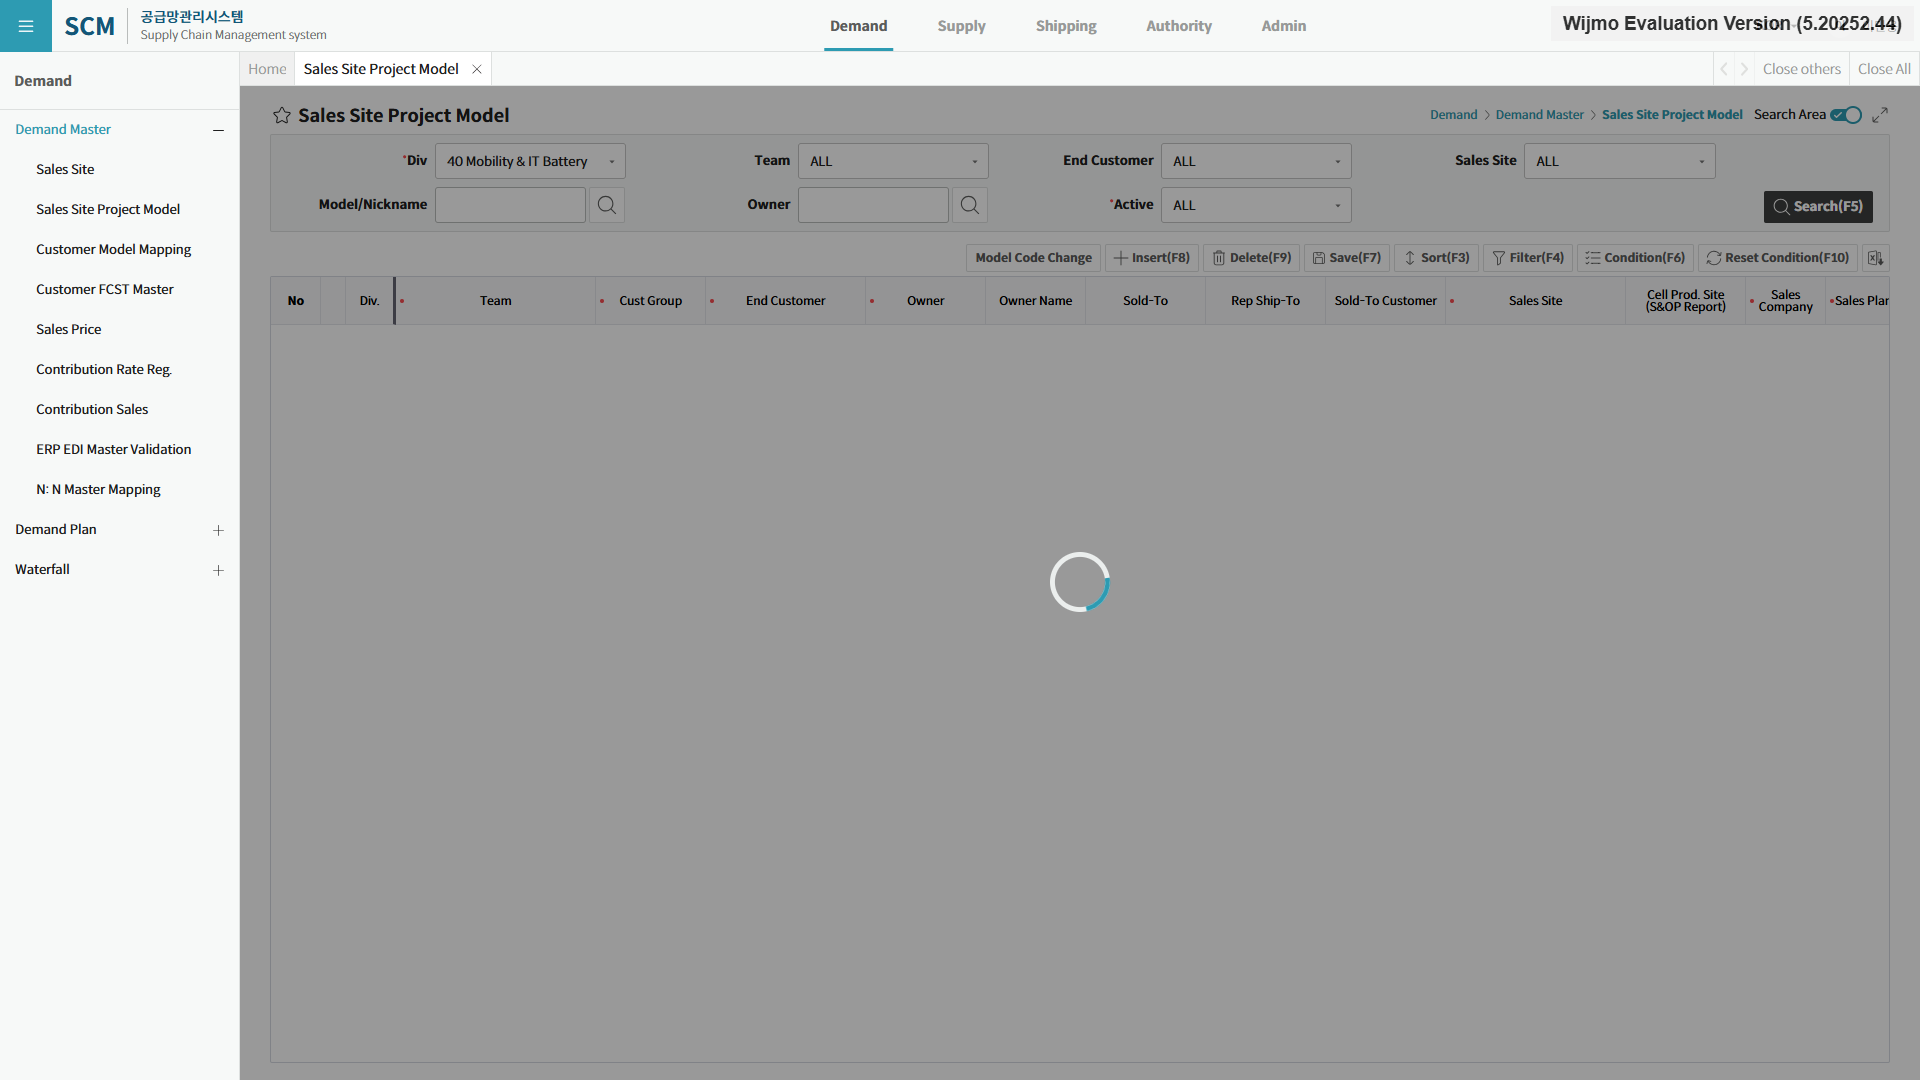 SCM
공급망관리시스템
Supply Chain Management system
Demand
Supply
Shipping
Authority
Admin
Wijmo Evaluation Version (5.20252.44)
Demand
Home
Sales Site Project Model
Close others
Close All
Demand Master
Sales Site
Sales Site Project Model
Customer Model Mapping
Customer FCST Master
Sales Price
Contribution Rate Reg.
Contribution Sales
ERP EDI Master Validation
N: N Master Mapping
Demand Plan
Waterfall
Sales Site Project Model
Demand > Demand Master > Sales Site Project Model
Search Area
*Div 40 Mobility & IT Battery
Team ALL
End Customer ALL
Sales Site ALL
Model/Nickname
Owner
*Active ALL
Search(F5)
Model Code Change
Insert(F8)
Delete(F9)
Save(F7)
Sort(F3)
Filter(F4)
Condition(F6)
Reset Condition(F10)
No
Div.
Team
Cust Group
End Customer
Owner
Owner Name
Sold-To
Rep Ship-To
Sold-To Customer
Sales Site
Cell Prod. Site
(S&OP Report)
Sales
Company
Sales Plan